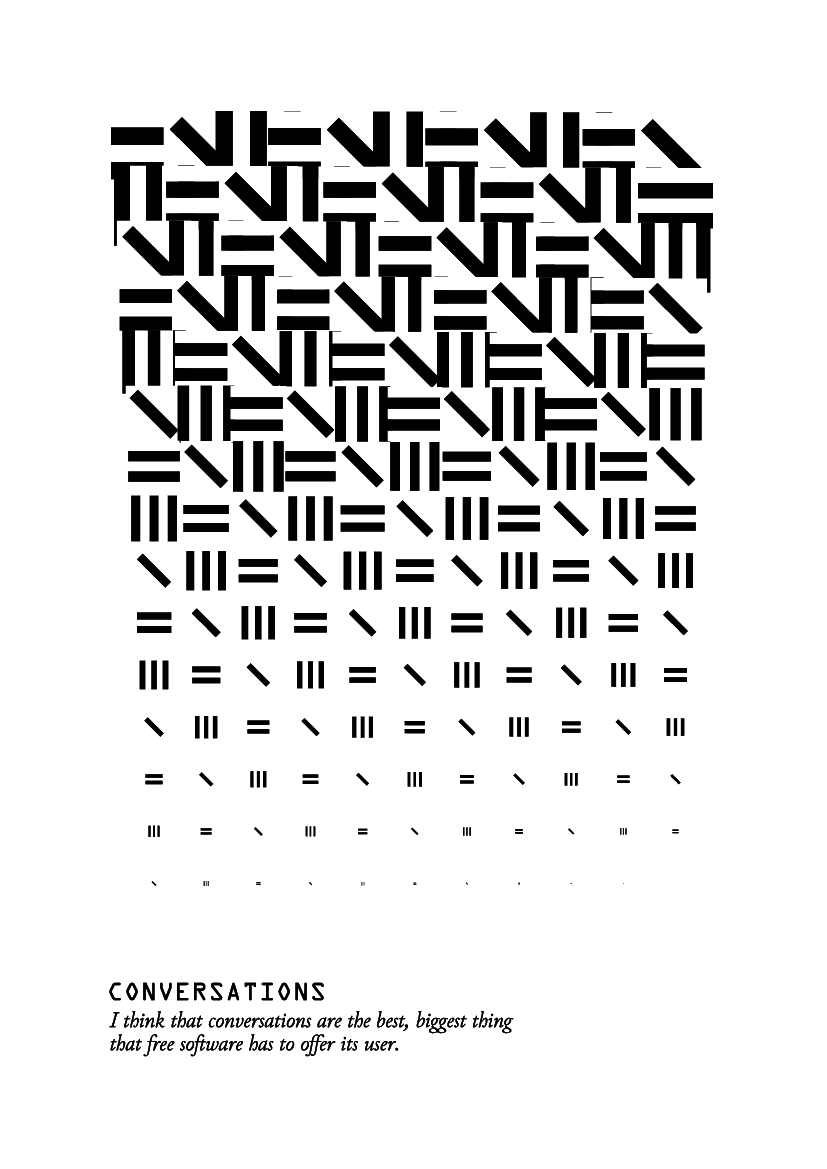 CONVERSATIONS
I think that conversations are the best, biggest thing
that free software has to offer its user.